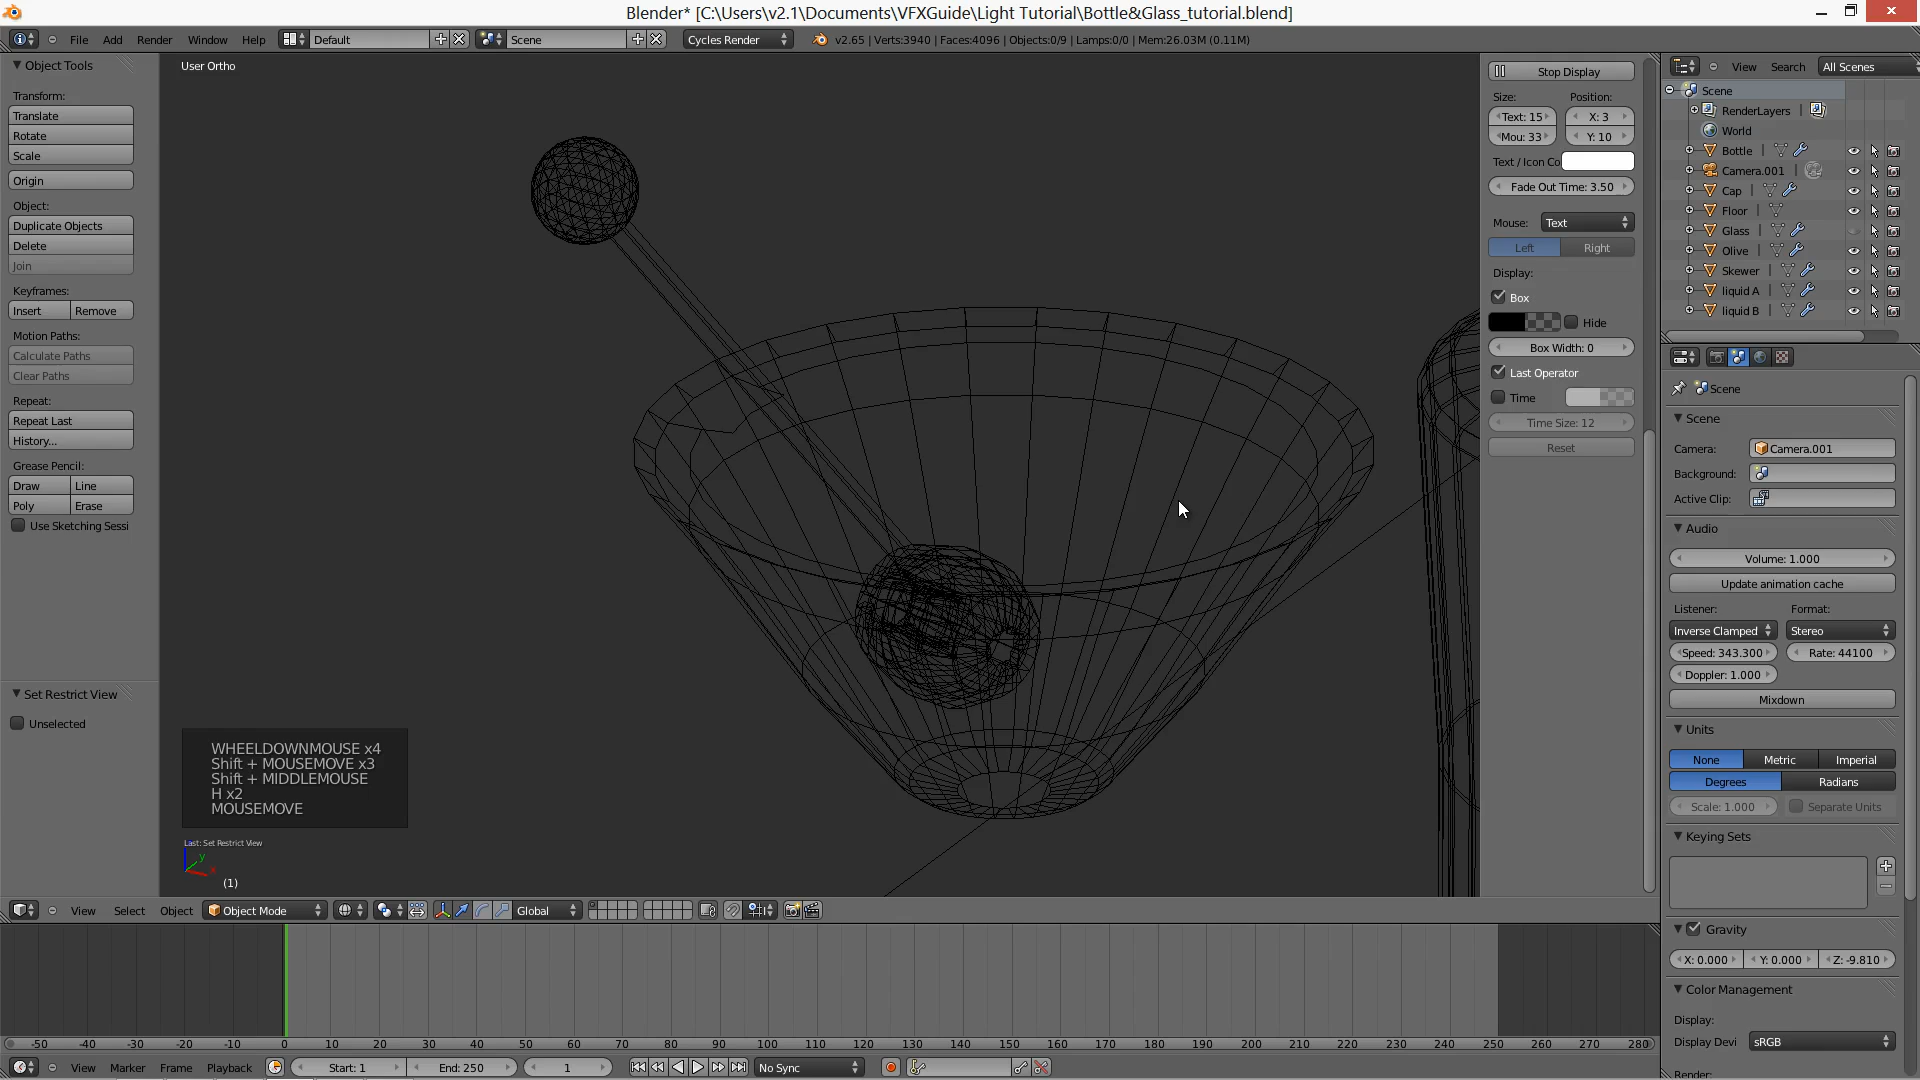 Blender* [C:\Users\v2.1\Documents\VFXGuide\Light Tutorial\Bottle&Glass_tutorial.blend]
File Add Render Window Help Default Scene Cycles Render v2.65 | Verts:3940 | Faces:4096 | Objects:0/9 | Lamps:0/0 | Mem:26.03M (0.11M)
Object Tools
Transform:
Translate
Rotate
Scale
Origin
Object:
Duplicate Objects
Delete
Join
Keyframes:
Insert Remove
Motion Paths:
Calculate Paths
Clear Paths
Repeat:
Repeat Last
History...
Grease Pencil:
Draw Line
Poly Erase
Use Sketching Sessi
Set Restrict View
Unselected
User Ortho
WHEELDOWNMOUSE x4
Shift + MOUSEMOVE x3
Shift + MIDDLEMOUSE
H x2
MOUSEMOVE
Last: Set Restrict View
y
x
(1)
Stop Display
Size: Position:
Text: 15 X: 3
Mou: 33 Y: 10
Text / Icon Co
Fade Out Time: 3.50
Mouse: Text
Left Right
Display:
Box
Hide
Box Width: 0
Last Operator
Time
Time Size: 12
Reset
View Search All Scenes
Scene
RenderLayers |
World
Bottle |
Camera.001 |
Cap |
Floor |
Glass |
Olive |
Skewer |
liquid A |
liquid B |
Scene
Scene
Camera: Camera.001
Background:
Active Clip:
Audio
Volume: 1.000
Update animation cache
Listener: Format:
Inverse Clamped Stereo
Speed: 343.300 Rate: 44100
Doppler: 1.000
Mixdown
Units
None Metric Imperial
Degrees Radians
Scale: 1.000 Separate Units
Keying Sets
Gravity
X: 0.000 Y: 0.000 Z: -9.810
Color Management
Display:
Display Devi sRGB
Render:
View Select Object Object Mode Global
-50 -40 -30 -20 -10 0 10 20 30 40 50 60 70 80 90 100 110 120 130 140 150 160 170 180 190 200 210 220 230 240 250 260 270 280
View Marker Frame Playback Start: 1 End: 250 1 No Sync